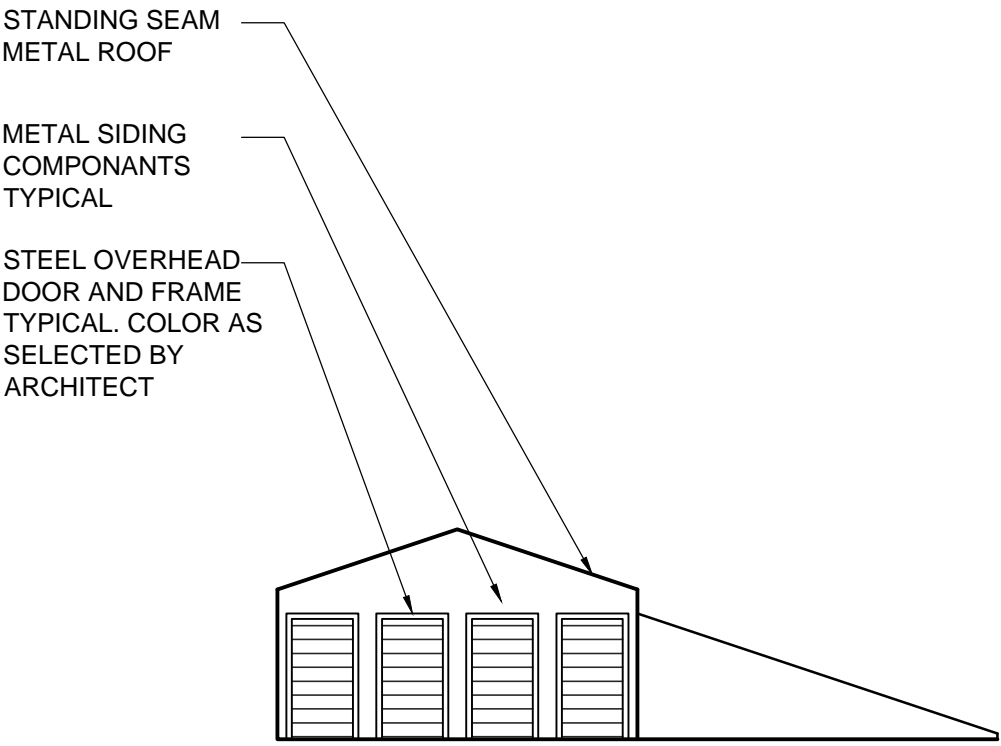 STANDING SEAM
METAL ROOF
METAL SIDING
COMPONANTS
TYPICAL
STEEL OVERHEAD
DOOR AND FRAME
TYPICAL. COLOR AS
SELECTED BY
ARCHITECT